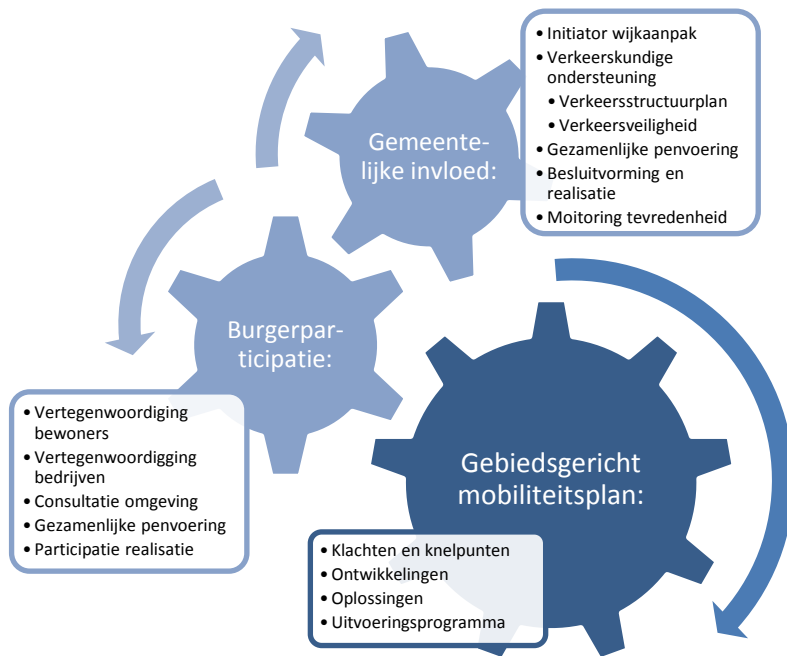 Gemeente-
lijke invloed:
• Initiator wijkaanpak
• Verkeerskundige
ondersteuning
• Verkeersstructuurplan
• Verkeersveiligheid
• Gezamenlijke penvoering
• Besluitvorming en
realisatie
• Moitoring tevredenheid
Burgerpar-
ticipatie:
• Vertegenwoordiging
bewoners
• Vertegenwoordigging
bedrijven
• Consultatie omgeving
• Gezamenlijke penvoering
• Participatie realisatie
Gebiedsgericht
mobiliteitsplan:
• Klachten en knelpunten
• Ontwikkelingen
• Oplossingen
• Uitvoeringsprogramma